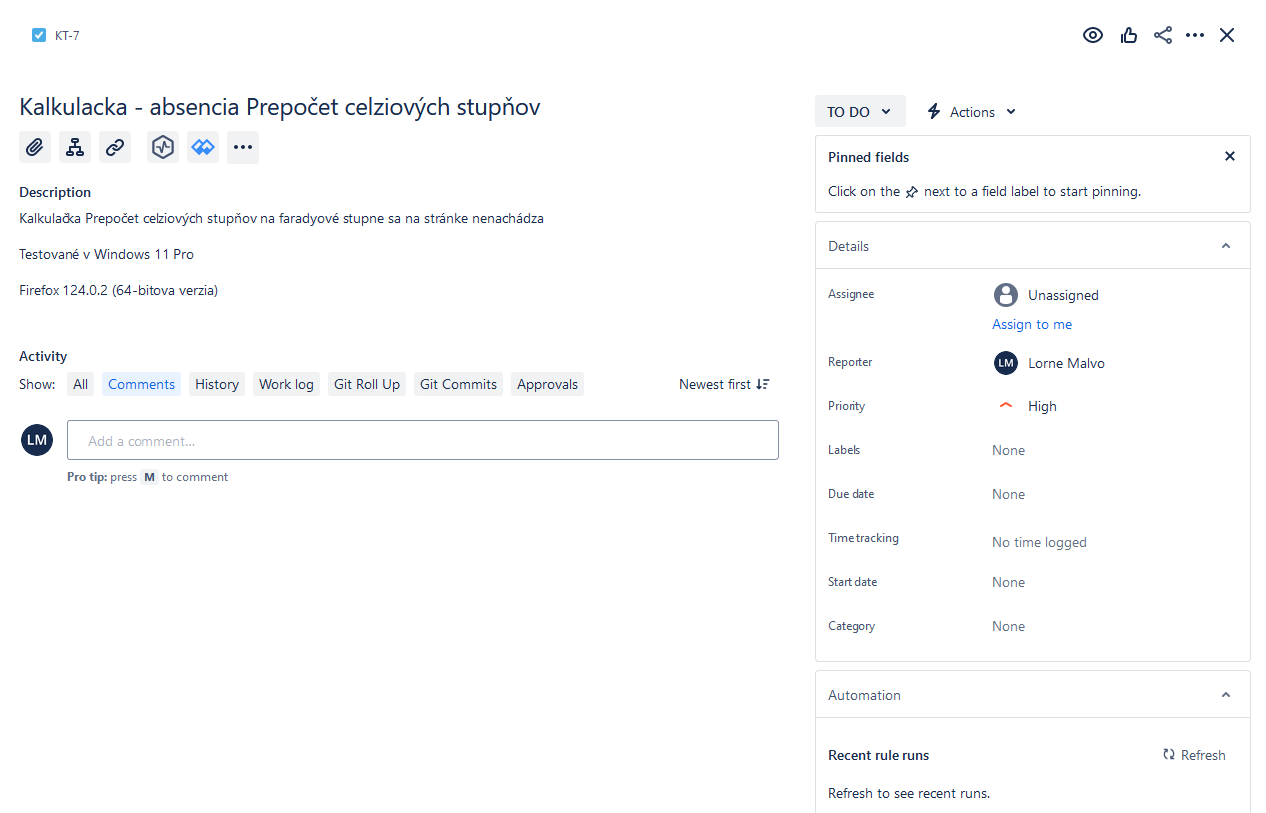 KT-7
Kalkulacka - absencia Prepočet celziových stupňov
Description
Kalkulačka Prepočet celziových stupňov na faradyové stupne sa na stránke nenachádza
Testované v Windows 11 Pro
Firefox 124.0.2 (64-bitova verzia)
Activity
Show: All Comments History Work log Git Roll Up Git Commits Approvals Newest first
LM Add a comment...
Pro tip: press M to comment
TO DO Actions
Pinned fields
Click on the next to a field label to start pinning.
Details
Assignee Unassigned
Assign to me
Reporter LM Lorne Malvo
Priority High
Labels None
Due date None
Time tracking No time logged
Start date None
Category None
Automation
Recent rule runs Refresh
Refresh to see recent runs.